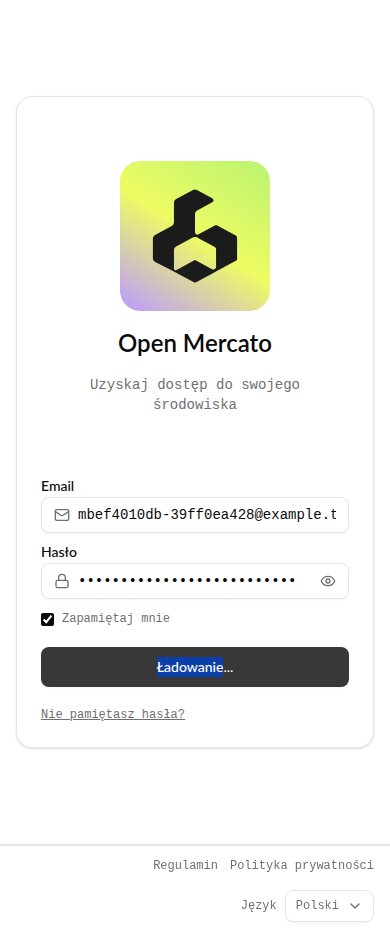 Open Mercato
Uzyskaj dostęp do swojego
środowiska
Email
mbef4010db-39ff0ea428@example.t
Hasło
••••••••••••••••••••••••••
Zapamiętaj mnie
Ładowanie...
Nie pamiętasz hasła?
Regulamin Polityka prywatności
Język Polski